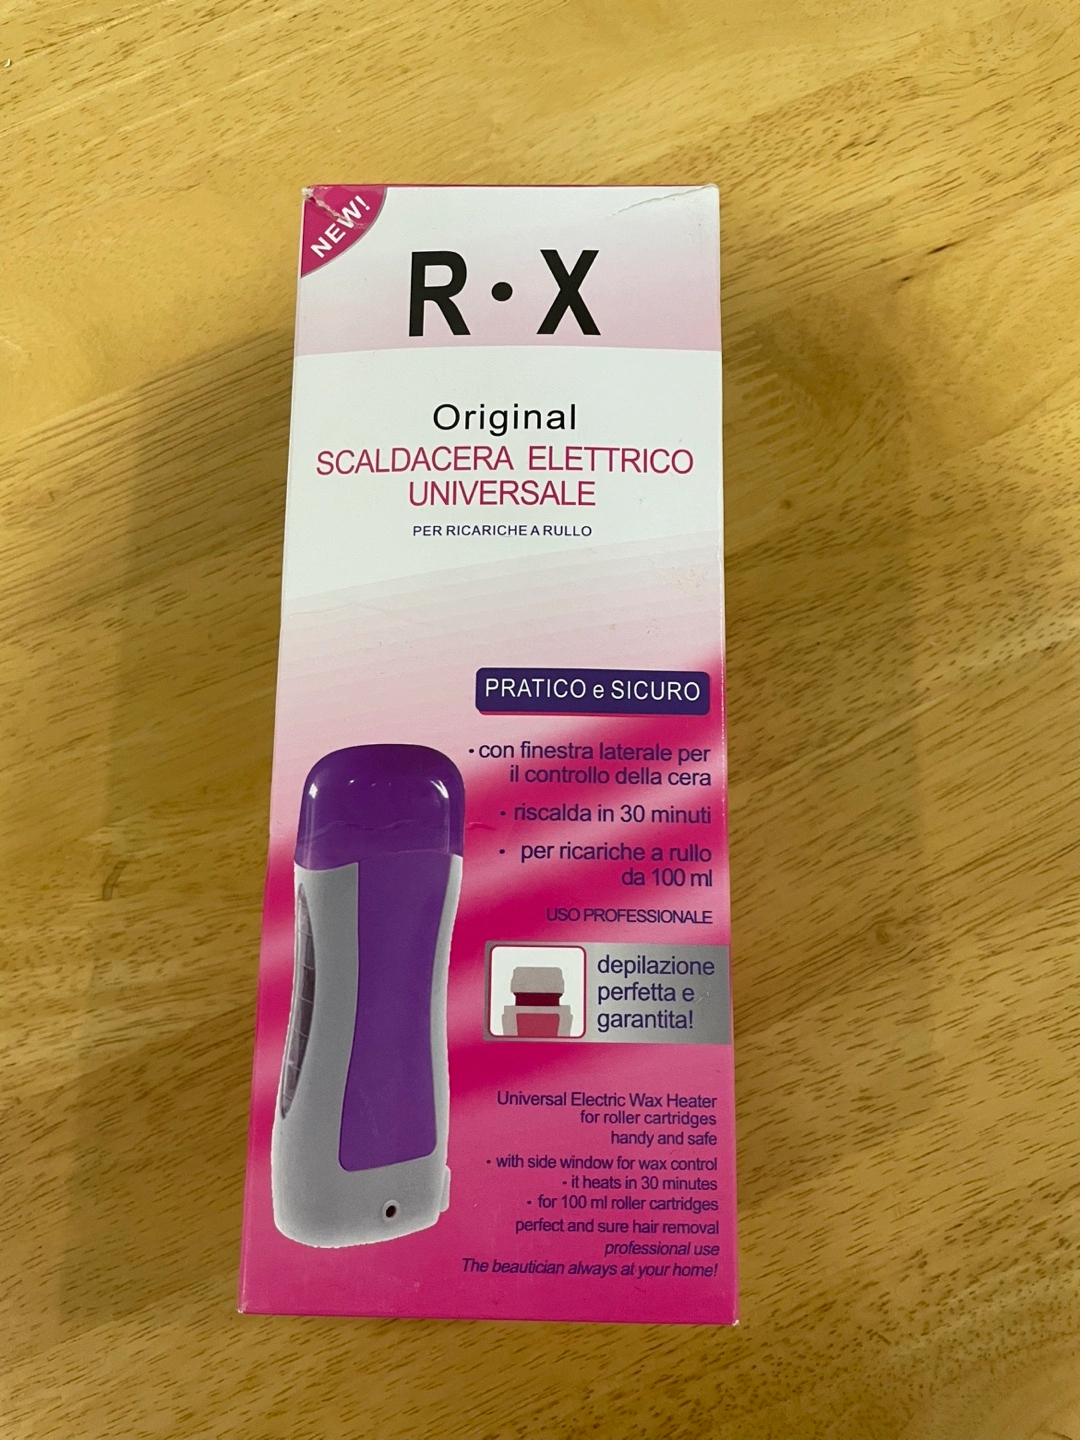 NEW!
R·X
Original
SCALDACERA ELETTRICO
UNIVERSALE
PER RICARICHE A RULLO
PRATICO e SICURO
• con finestra laterale per
il controllo della cera
• riscalda in 30 minuti
• per ricariche a rullo
da 100 ml
USO PROFESSIONALE
depilazione
perfetta e
garantita!
Universal Electric Wax Heater
for roller cartridges
handy and safe
• with side window for wax control
• it heats in 30 minutes
• for 100 ml roller cartridges
perfect and sure hair removal
professional use
The beautician always at your home!